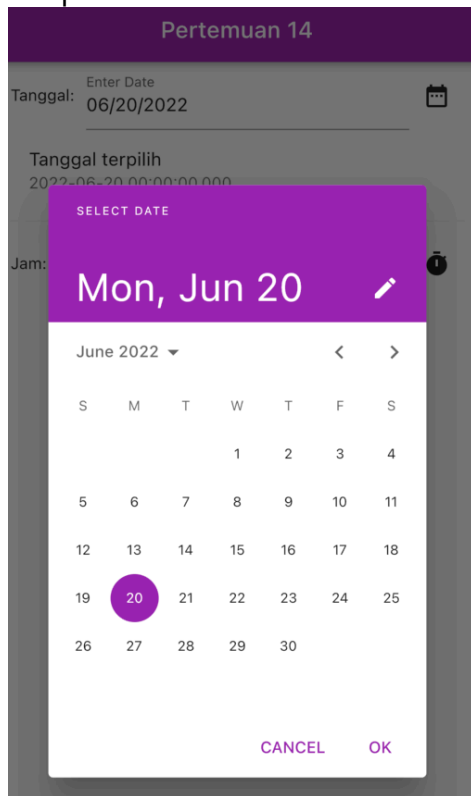 Pertemuan 14
Enter Date
Tanggal: 06/20/2022
Tanggal terpilih
2022-06-20 00:00:00.000
SELECT DATE
Jam:
Mon, Jun 20
June 2022
S M T W T F S
1 2 3 4
5 6 7 8 9 10 11
12 13 14 15 16 17 18
19 20 21 22 23 24 25
26 27 28 29 30
CANCEL OK